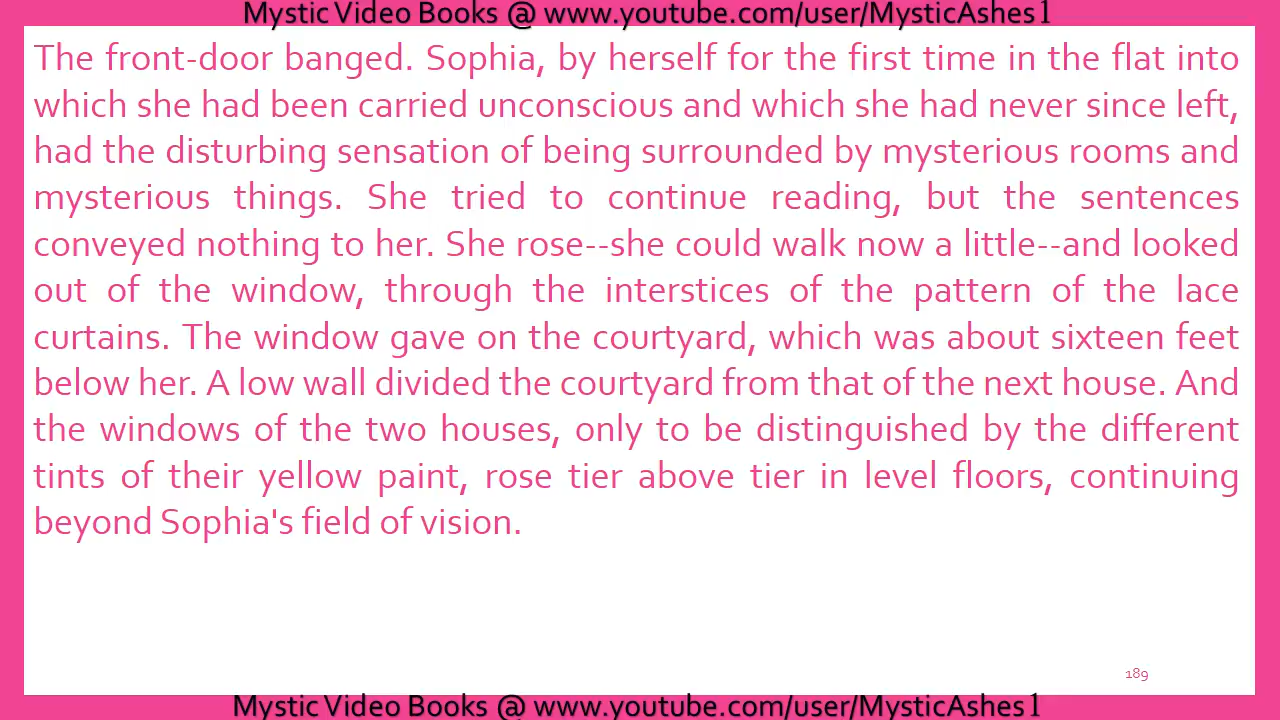 Mystic Video Books @ www.youtube.com/user/MysticAshes1
The front-door banged. Sophia, by herself for the first time in the flat into
which she had been carried unconscious and which she had never since left,
had the disturbing sensation of being surrounded by mysterious rooms and
mysterious things. She tried to continue reading, but the sentences
conveyed nothing to her. She rose--she could walk now a little--and looked
out of the window, through the interstices of the pattern of the lace
curtains. The window gave on the courtyard, which was about sixteen feet
below her. A low wall divided the courtyard from that of the next house. And
the windows of the two houses, only to be distinguished by the different
tints of their yellow paint, rose tier above tier in level floors, continuing
beyond Sophia's field of vision.
189
Mystic Video Books @ www.youtube.com/user/MysticAshes1